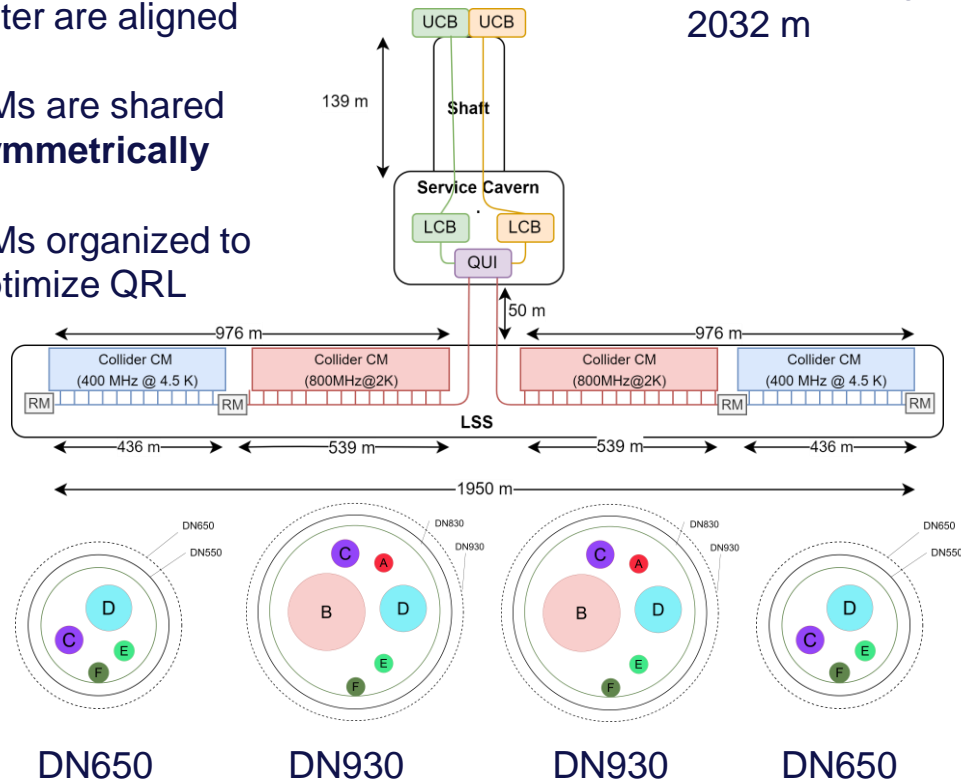 ter are aligned
2032 m
Ms are shared
ymmetrically
Ms organized to
timize QRL
UCB UCB
139 m
Shaft
Service Cavern
LCB LCB
QUI
50 m
976 m 976 m
Collider CM
(400 MHz @ 4.5 K)
Collider CM
(800MHz@2K)
Collider CM
(800MHz@2K)
Collider CM
(400 MHz @ 4.5 K)
RM RM RM RM
LSS
436 m 539 m 539 m 436 m
1950 m
DN650
DN550
C D E F
DN830
DN930
A B C D E F
DN830
DN930
A B C D E F
DN650
DN550
C D E F
DN650 DN930 DN930 DN650